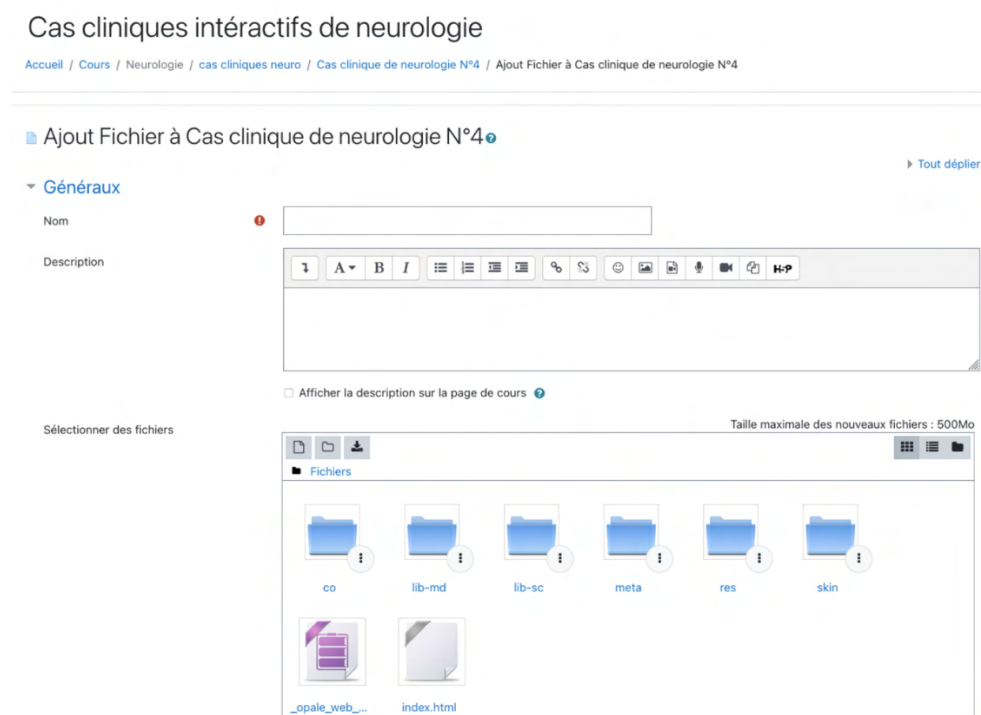 Cas cliniques intéractifs de neurologie
Accueil / Cours / Neurologie / cas cliniques neuro / Cas clinique de neurologie N°4 / Ajout Fichier à Cas clinique de neurologie N°4
Ajout Fichier à Cas clinique de neurologie N°4
Tout déplier
Généraux
Nom
Description
A B I H-P
Afficher la description sur la page de cours
Sélectionner des fichiers
Taille maximale des nouveaux fichiers : 500Mo
Fichiers
co lib-md lib-sc meta res skin
_opale_web_... index.html